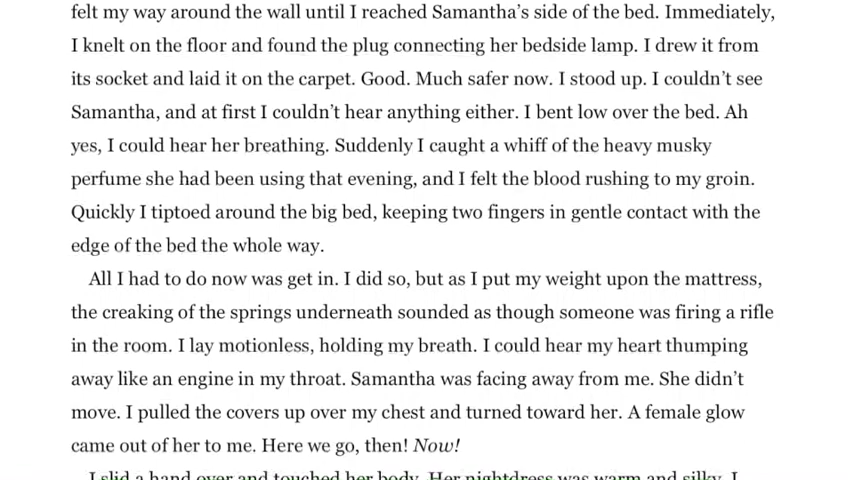 felt my way around the wall until I reached Samantha’s side of the bed. Immediately,
I knelt on the floor and found the plug connecting her bedside lamp. I drew it from
its socket and laid it on the carpet. Good. Much safer now. I stood up. I couldn’t see
Samantha, and at first I couldn’t hear anything either. I bent low over the bed. Ah
yes, I could hear her breathing. Suddenly I caught a whiff of the heavy musky
perfume she had been using that evening, and I felt the blood rushing to my groin.
Quickly I tiptoed around the big bed, keeping two fingers in gentle contact with the
edge of the bed the whole way.
All I had to do now was get in. I did so, but as I put my weight upon the mattress,
the creaking of the springs underneath sounded as though someone was firing a rifle
in the room. I lay motionless, holding my breath. I could hear my heart thumping
away like an engine in my throat. Samantha was facing away from me. She didn’t
move. I pulled the covers up over my chest and turned toward her. A female glow
came out of her to me. Here we go, then! Now!
I slid a hand over and touched her body. Her nightdress was warm and silky. I